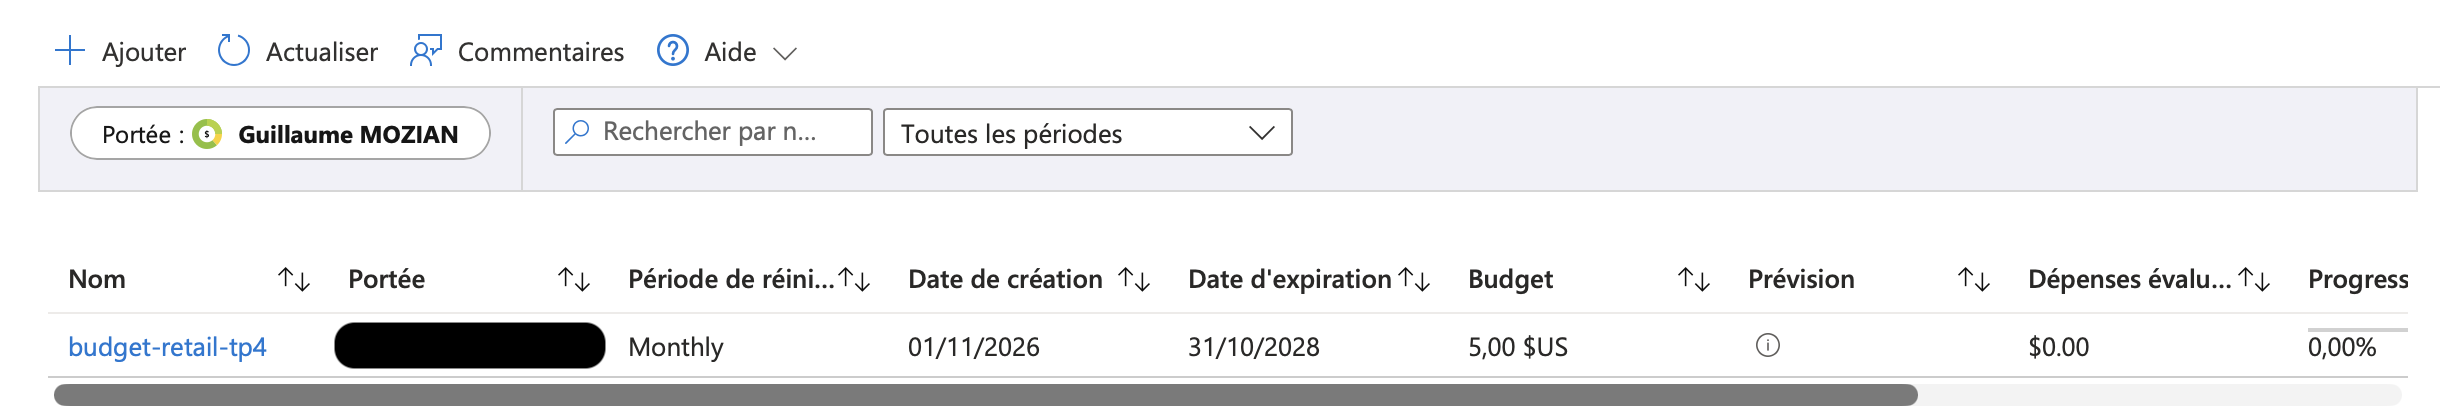 Ajouter Actualiser Commentaires Aide
Portée : Guillaume MOZIAN Rechercher par n... Toutes les périodes
Nom Portée Période de réini... Date de création Date d'expiration Budget Prévision Dépenses évalu... Progress
budget-retail-tp4 Monthly 01/11/2026 31/10/2028 5,00 $US $0.00 0,00%